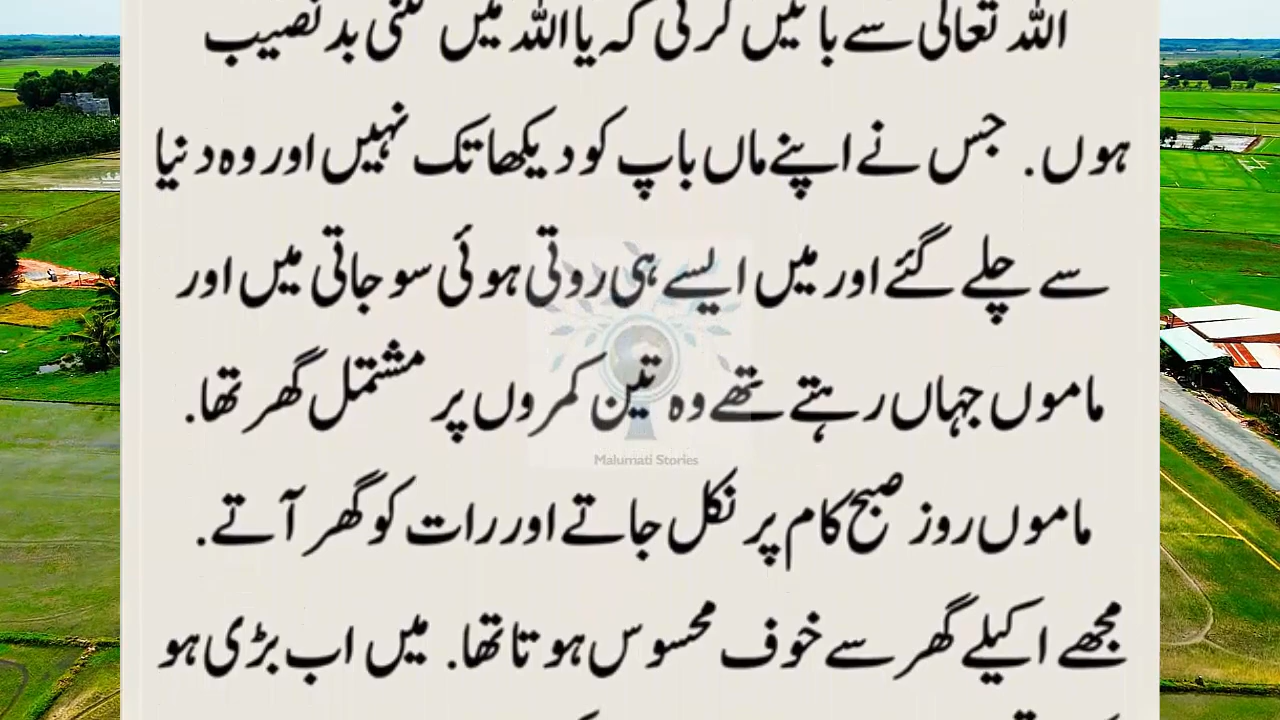 اللہ تعالی سے باتیں کرتی کہ یا اللہ میں کتنی بد نصیب
ہوں. جس نے اپنے ماں باپ کو دیکھا تک نہیں اور وہ دنیا
سے چلے گئے اور میں ایسے ہی روتی ہوئی سو جاتی میں اور
ماموں جہاں رہتے تھے وہ تین کمروں پر مشتمل گھر تھا.
Malumati Stories
ماموں روز صبح کام پر نکل جاتے اور رات کو گھر آتے.
مجھے اکیلے گھر سے خوف محسوس ہوتا تھا. میں اب بڑی ہو